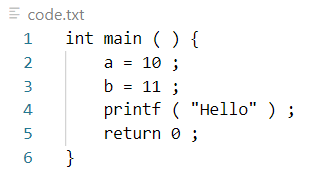 code.txt
1 int main ( ) {
2 a = 10 ;
3 b = 11 ;
4 printf ( "Hello" ) ;
5 return 0 ;
6 }